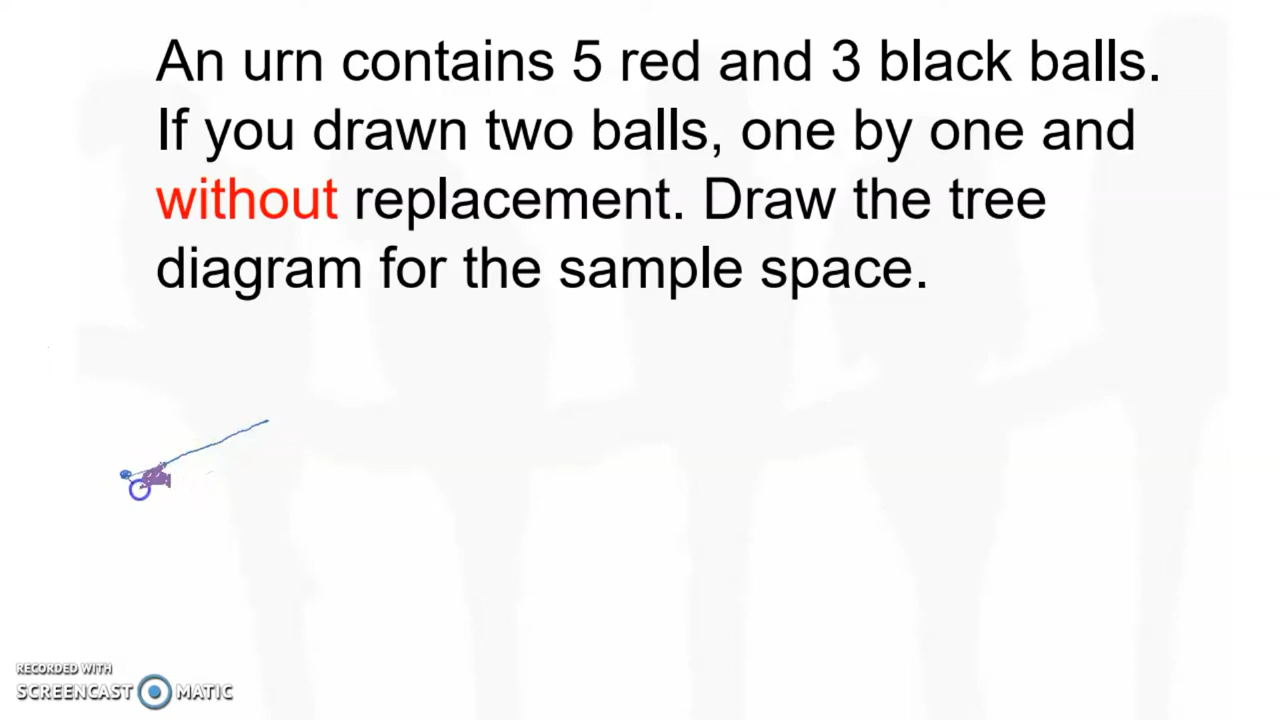 An urn contains 5 red and 3 black balls.
If you drawn two balls, one by one and
without replacement. Draw the tree
diagram for the sample space.
RECORDED WITH
SCREENCAST MATIC